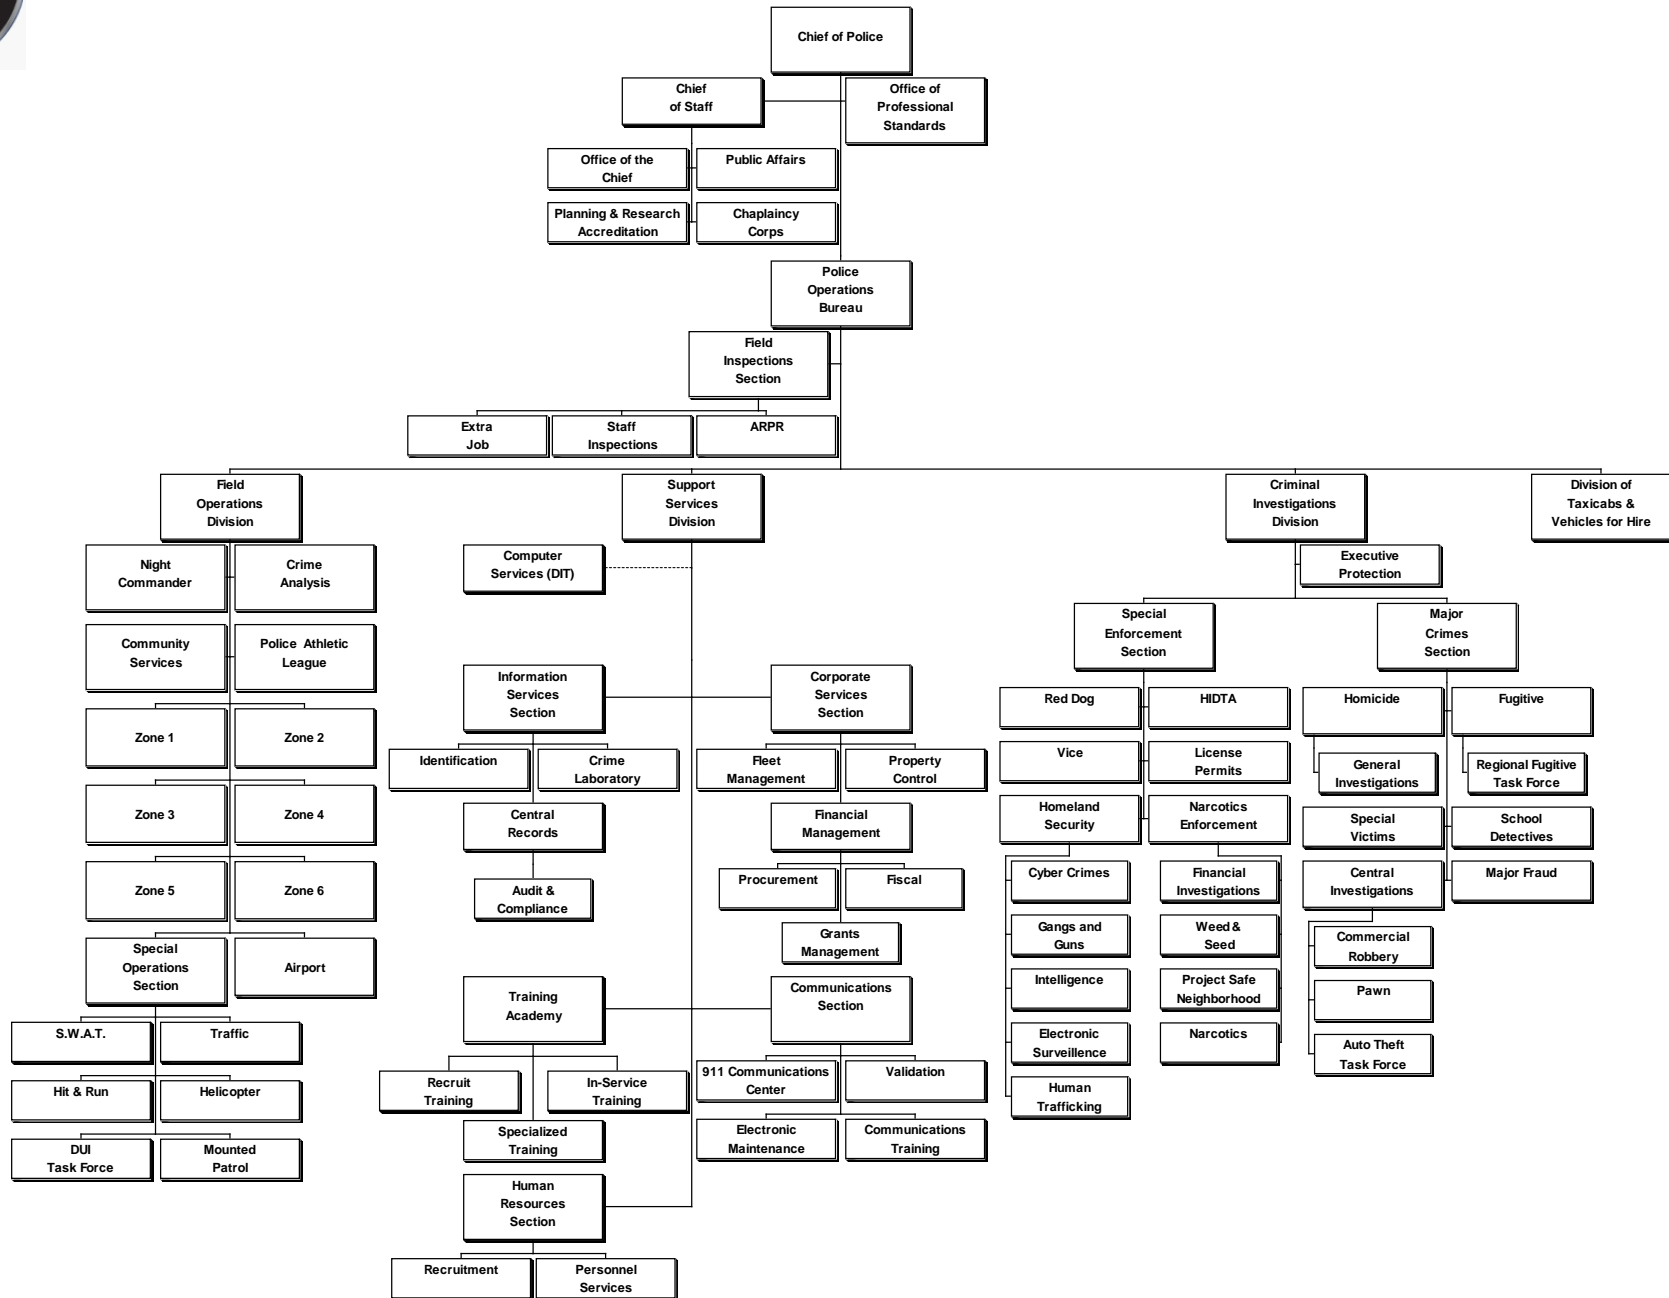 Chief of Police
Chief
of Staff
Office of
Professional
Standards
Office of the
Chief
Public Affairs
Planning & Research
Accreditation
Chaplaincy
Corps
Police
Operations
Bureau
Field
Inspections
Section
Extra
Job
Staff
Inspections
ARPR
Field
Operations
Division
Support
Services
Division
Criminal
Investigations
Division
Division of
Taxicabs &
Vehicles for Hire
Night
Commander
Crime
Analysis
Community
Services
Police Athletic
League
Zone 1
Zone 2
Zone 3
Zone 4
Zone 5
Zone 6
Special
Operations
Section
Airport
S.W.A.T.
Traffic
Hit & Run
Helicopter
DUI
Task Force
Mounted
Patrol
Computer
Services (DIT)
Information
Services
Section
Corporate
Services
Section
Identification
Crime
Laboratory
Central
Records
Audit &
Compliance
Fleet
Management
Property
Control
Financial
Management
Procurement
Fiscal
Grants
Management
Training
Academy
Communications
Section
Recruit
Training
In-Service
Training
Specialized
Training
911 Communications
Center
Validation
Electronic
Maintenance
Communications
Training
Human
Resources
Section
Recruitment
Personnel
Services
Executive
Protection
Special
Enforcement
Section
Major
Crimes
Section
Red Dog
HIDTA
Vice
License
Permits
Homeland
Security
Narcotics
Enforcement
Cyber Crimes
Gangs and
Guns
Intelligence
Electronic
Surveillence
Human
Trafficking
Financial
Investigations
Weed &
Seed
Project Safe
Neighborhood
Narcotics
Homicide
Fugitive
General
Investigations
Regional Fugitive
Task Force
Special
Victims
School
Detectives
Central
Investigations
Major Fraud
Commercial
Robbery
Pawn
Auto Theft
Task Force